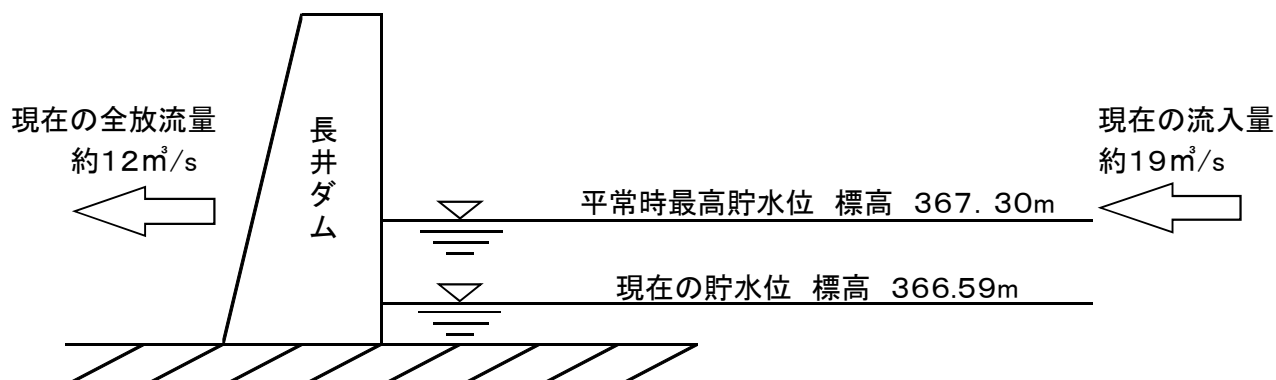 現在の全放流量
約12㎥/s
長井ダム
平常時最高貯水位 標高 367. 30m
現在の貯水位 標高 366.59m
現在の流入量
約19㎥/s